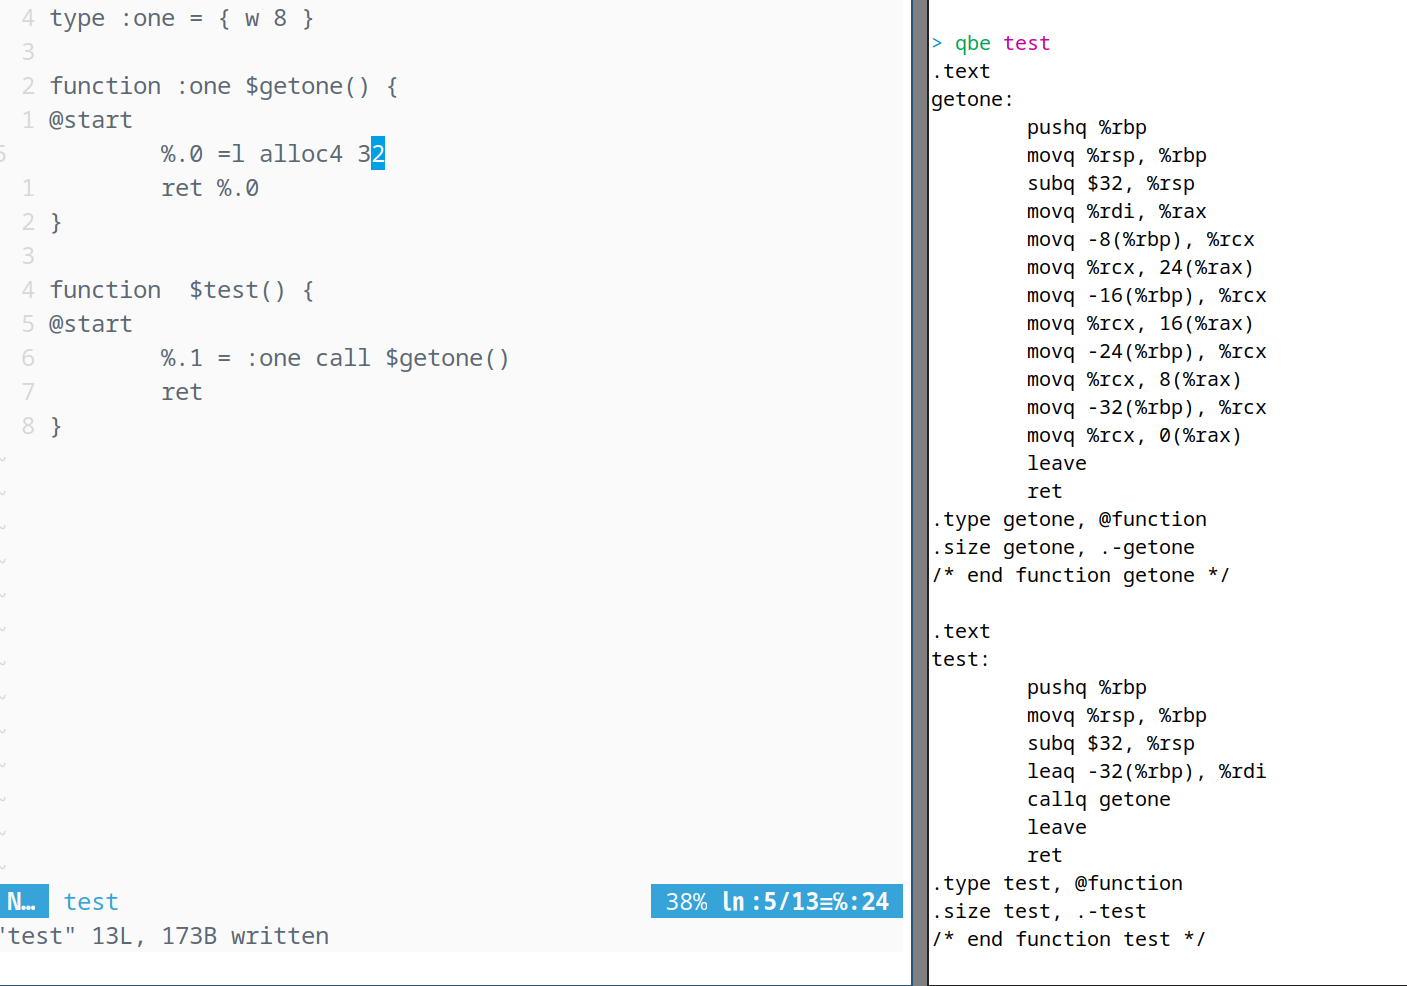 4 type :one = { w 8 }
3
2 function :one $getone() {
1 @start
5 %.0 =l alloc4 32
1 ret %.0
2 }
3
4 function  $test() {
5 @start
6 %.1 = :one call $getone()
7 ret
8 }
~
~
~
~
~
~
~
~
~
~
~
~
~
N… test 38% ln:5/13≡℅:24
"test" 13L, 173B written
> qbe test
.text
getone:
pushq %rbp
movq %rsp, %rbp
subq $32, %rsp
movq %rdi, %rax
movq -8(%rbp), %rcx
movq %rcx, 24(%rax)
movq -16(%rbp), %rcx
movq %rcx, 16(%rax)
movq -24(%rbp), %rcx
movq %rcx, 8(%rax)
movq -32(%rbp), %rcx
movq %rcx, 0(%rax)
leave
ret
.type getone, @function
.size getone, .-getone
/* end function getone */
.text
test:
pushq %rbp
movq %rsp, %rbp
subq $32, %rsp
leaq -32(%rbp), %rdi
callq getone
leave
ret
.type test, @function
.size test, .-test
/* end function test */